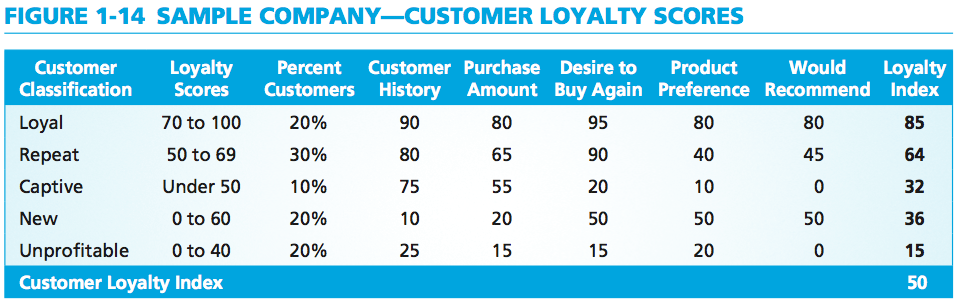 FIGURE 1-14 SAMPLE COMPANY—CUSTOMER LOYALTY SCORES
Customer Classification Loyalty Scores Percent Customers Customer History Purchase Amount Desire to Buy Again Product Preference Would Recommend Loyalty Index
Loyal 70 to 100 20% 90 80 95 80 80 85
Repeat 50 to 69 30% 80 65 90 40 45 64
Captive Under 50 10% 75 55 20 10 0 32
New 0 to 60 20% 10 20 50 50 50 36
Unprofitable 0 to 40 20% 25 15 15 20 0 15
Customer Loyalty Index 50